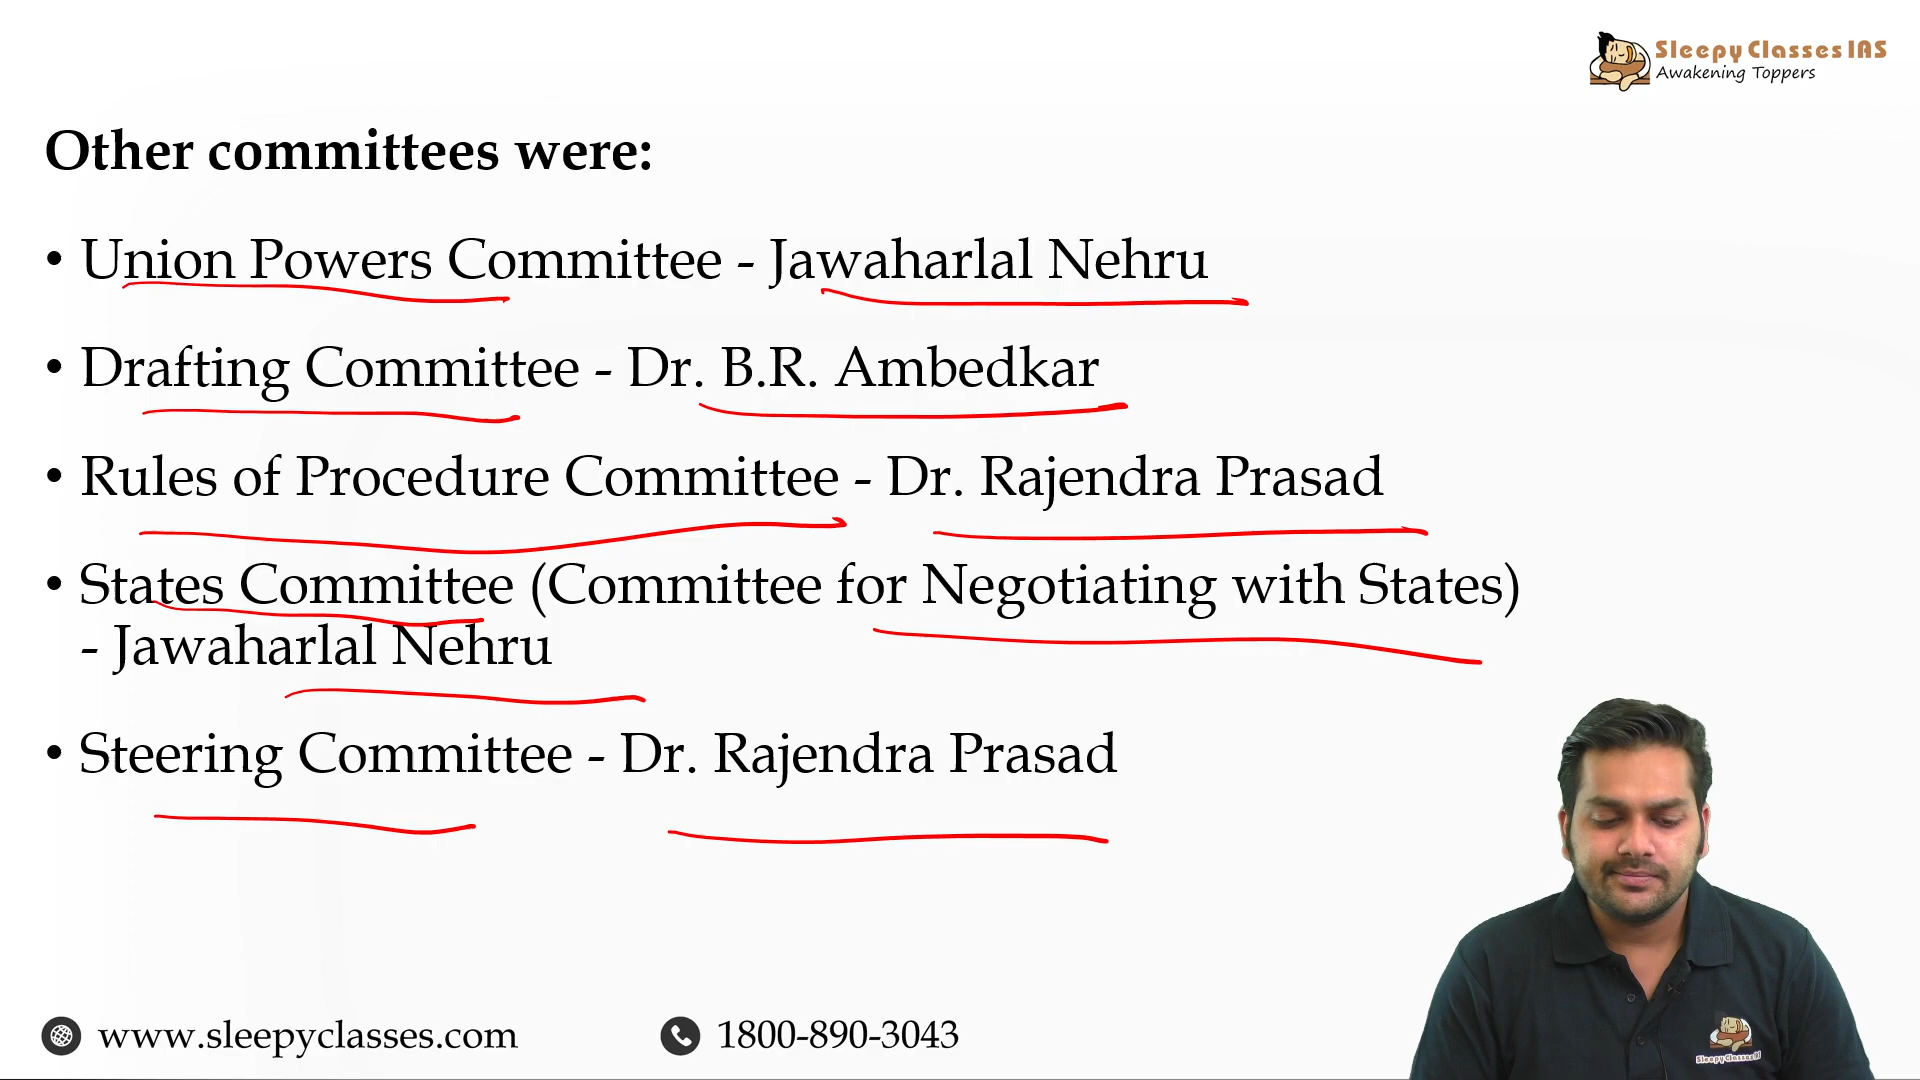 Sleepy Classes IAS
Awakening Toppers
Other committees were:
• Union Powers Committee - Jawaharlal Nehru
• Drafting Committee - Dr. B.R. Ambedkar
• Rules of Procedure Committee - Dr. Rajendra Prasad
• States Committee (Committee for Negotiating with States)
- Jawaharlal Nehru
• Steering Committee - Dr. Rajendra Prasad
www.sleepyclasses.com
1800-890-3043